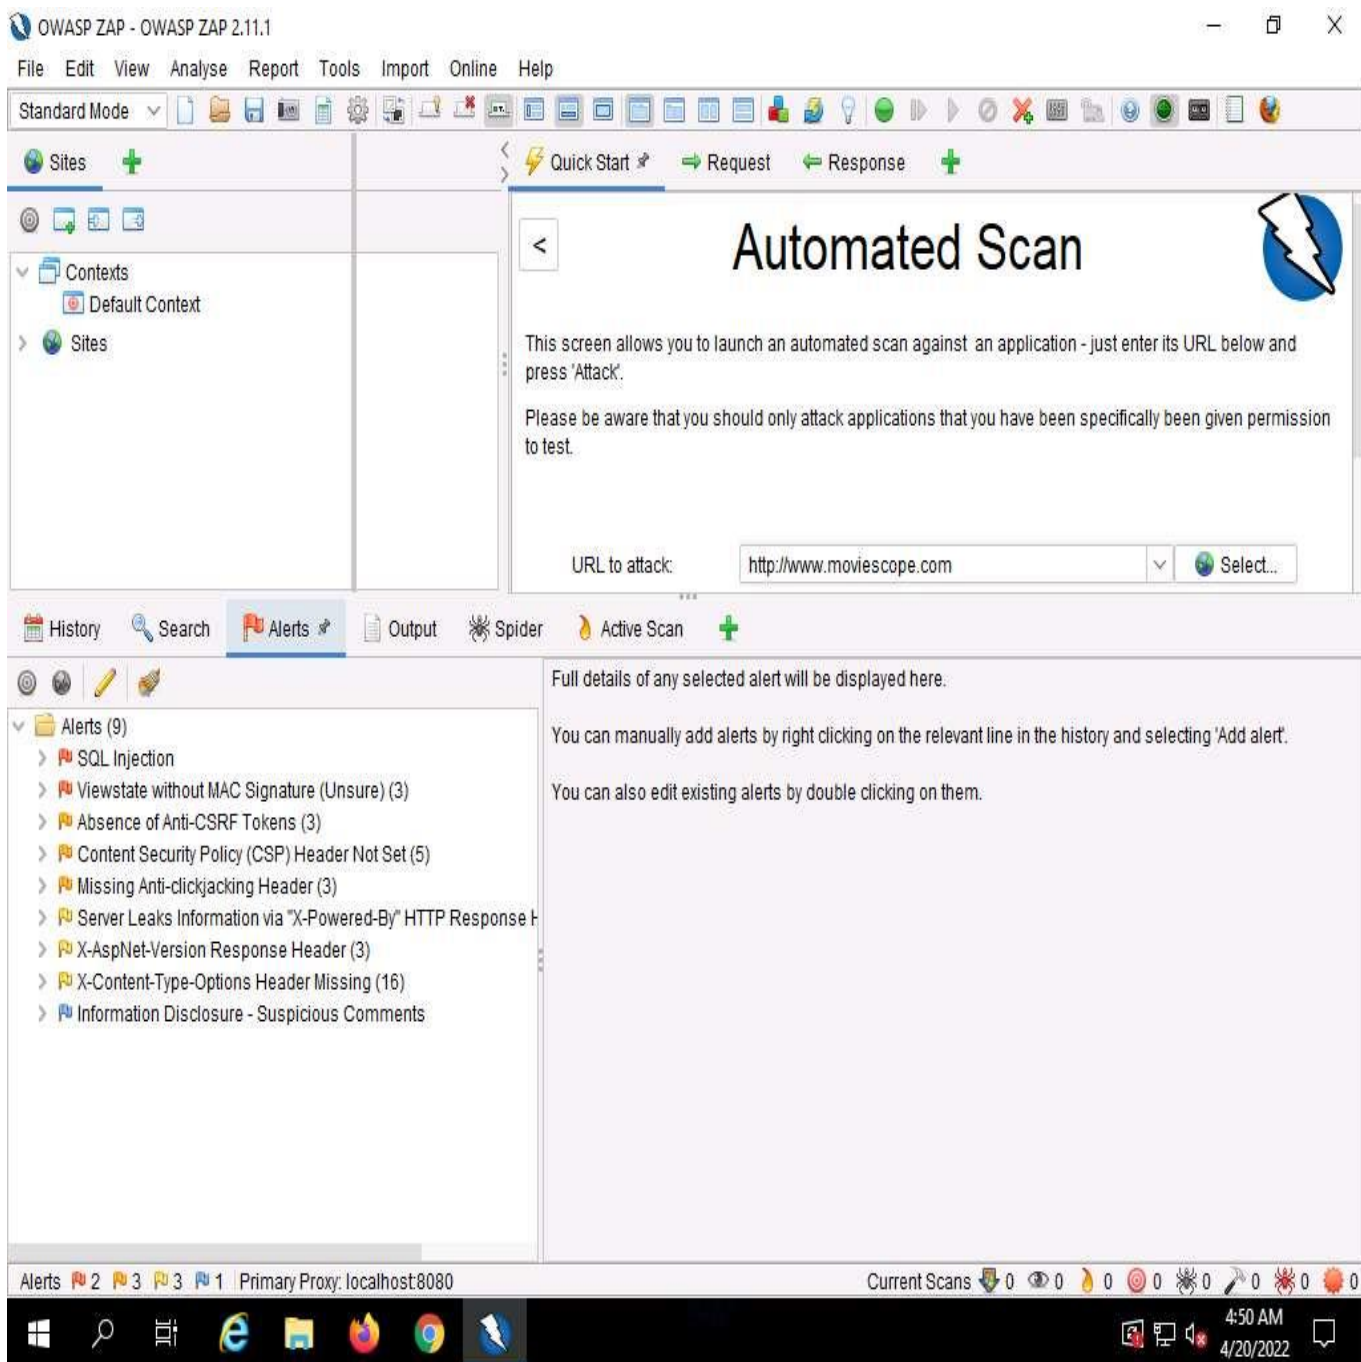 OWASP ZAP - OWASP ZAP 2.11.1
File Edit View Analyse Report Tools Import Online Help
Standard Mode
Sites
Quick Start Request Response
Automated Scan
Contexts
Default Context
Sites
This screen allows you to launch an automated scan against an application - just enter its URL below and
press 'Attack'.
Please be aware that you should only attack applications that you have been specifically been given permission
to test.
URL to attack: http://www.moviescope.com Select...
History Search Alerts Output Spider Active Scan
Alerts (9)
SQL Injection
Viewstate without MAC Signature (Unsure) (3)
Absence of Anti-CSRF Tokens (3)
Content Security Policy (CSP) Header Not Set (5)
Missing Anti-clickjacking Header (3)
Server Leaks Information via "X-Powered-By" HTTP Response H
X-AspNet-Version Response Header (3)
X-Content-Type-Options Header Missing (16)
Information Disclosure - Suspicious Comments
Full details of any selected alert will be displayed here.
You can manually add alerts by right clicking on the relevant line in the history and selecting 'Add alert'.
You can also edit existing alerts by double clicking on them.
Alerts 2 3 3 1 Primary Proxy: localhost:8080 Current Scans 0 0 0 0 0 0 0 0
4:50 AM
4/20/2022